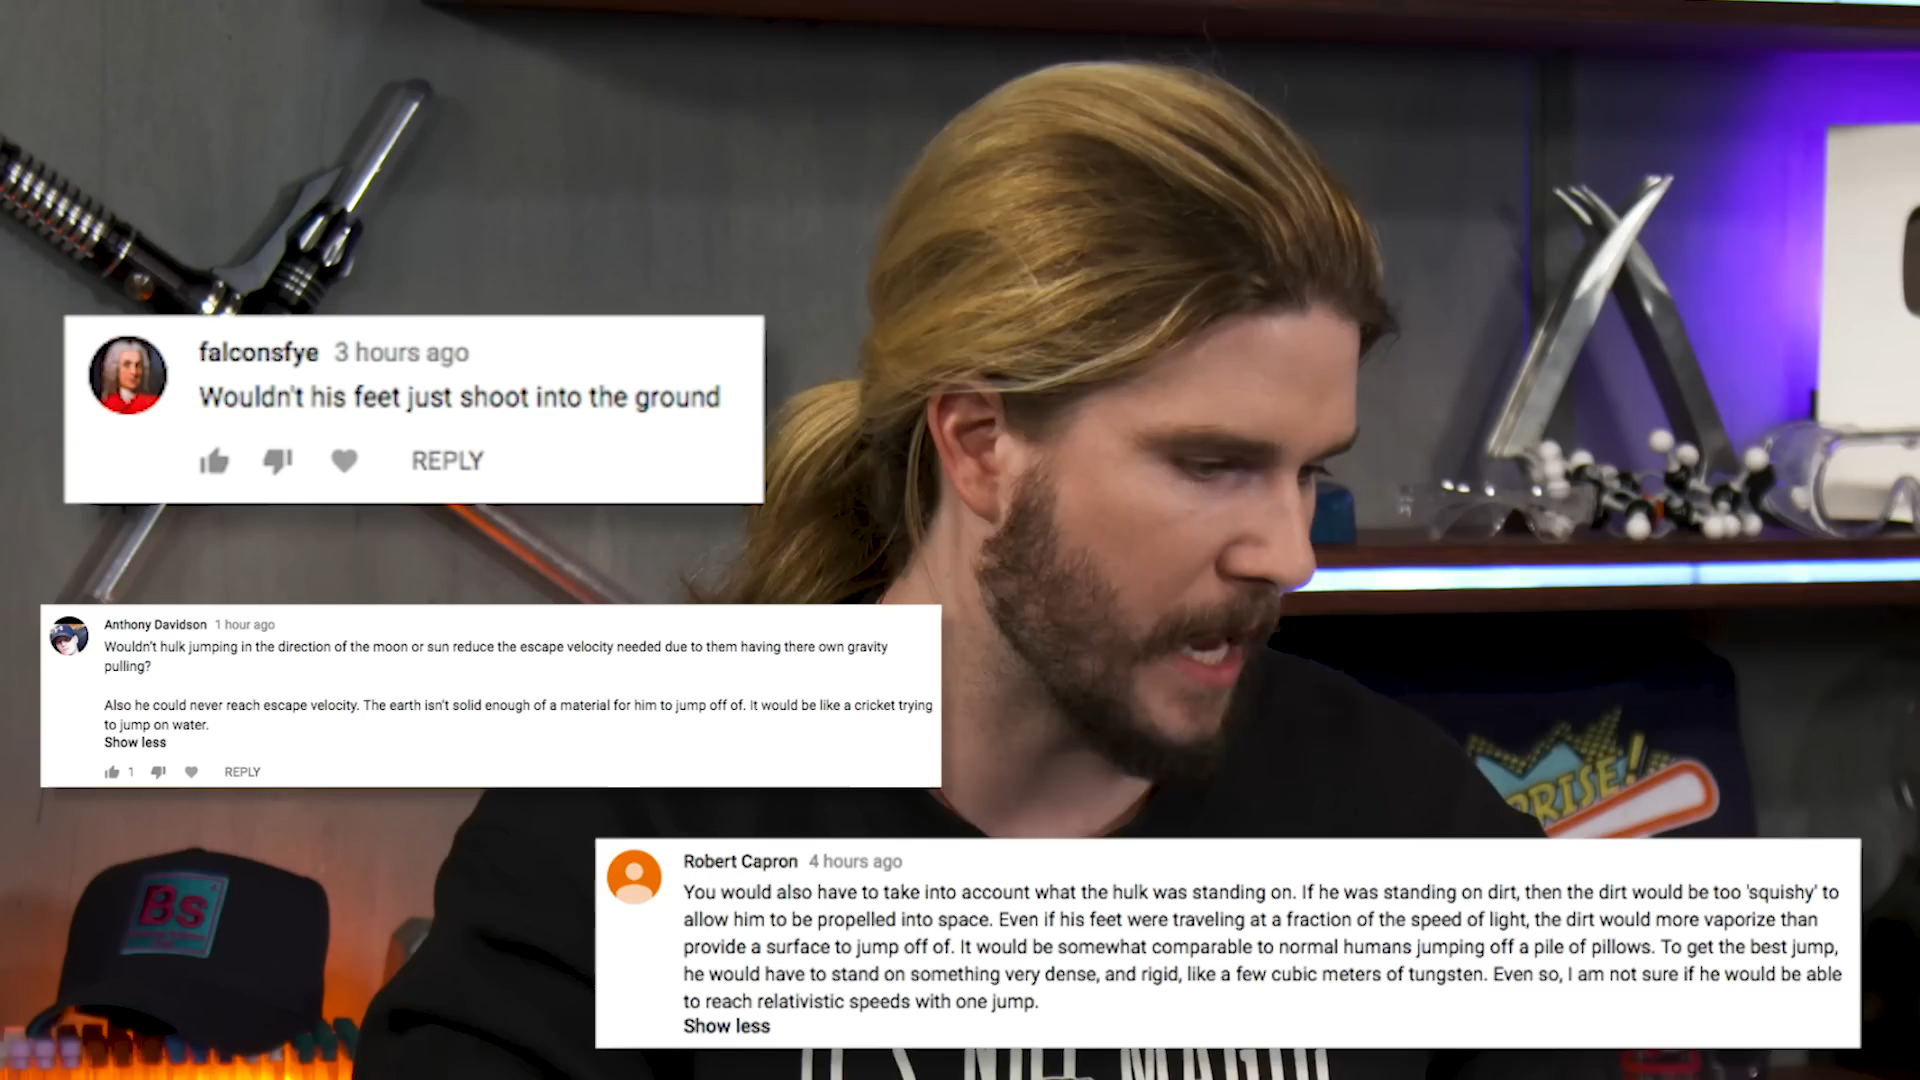 falconsfye 3 hours ago
Wouldn't his feet just shoot into the ground
REPLY
Anthony Davidson 1 hour ago
Wouldn't hulk jumping in the direction of the moon or sun reduce the escape velocity needed due to them having there own gravity
pulling?
Also he could never reach escape velocity. The earth isn't solid enough of a material for him to jump off of. It would be like a cricket trying
to jump on water.
Show less
1 REPLY
PRISE!
Bs
Robert Capron 4 hours ago
You would also have to take into account what the hulk was standing on. If he was standing on dirt, then the dirt would be too 'squishy' to
allow him to be propelled into space. Even if his feet were traveling at a fraction of the speed of light, the dirt would more vaporize than
provide a surface to jump off of. It would be somewhat comparable to normal humans jumping off a pile of pillows. To get the best jump,
he would have to stand on something very dense, and rigid, like a few cubic meters of tungsten. Even so, I am not sure if he would be able
to reach relativistic speeds with one jump.
Show less